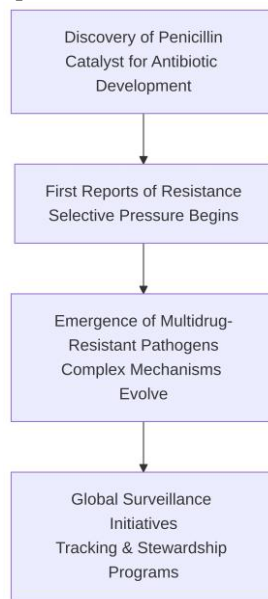 Discovery of Penicillin
Catalyst for Antibiotic
Development
First Reports of Resistance
Selective Pressure Begins
Emergence of Multidrug-
Resistant Pathogens
Complex Mechanisms
Evolve
Global Surveillance
Initiatives
Tracking & Stewardship
Programs